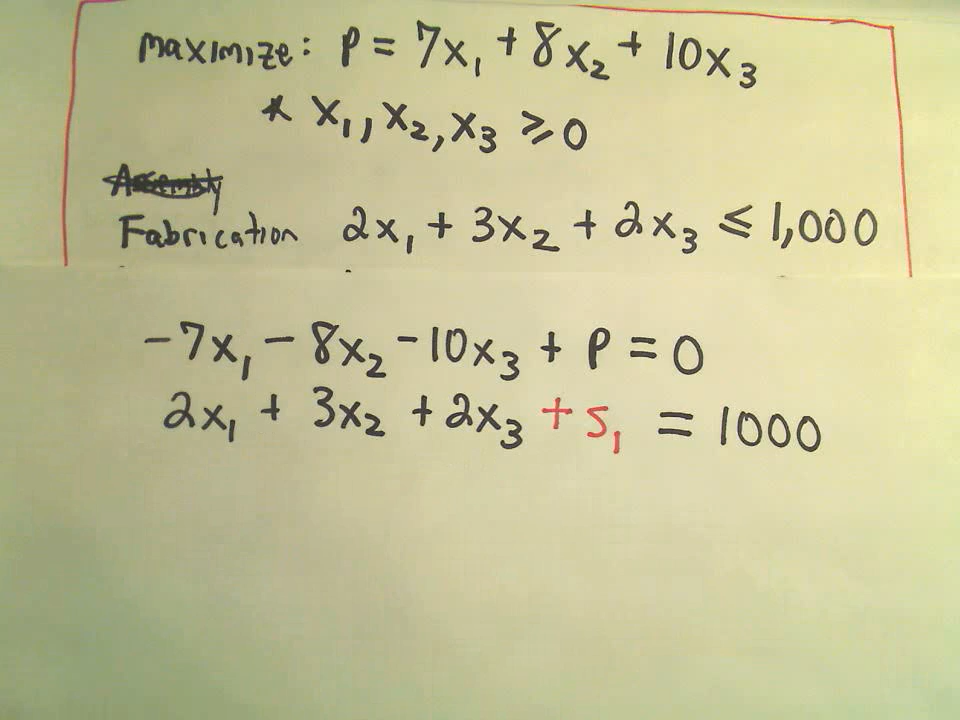 maximize: P = 7x₁ + 8x₂ + 10x₃
* x₁, x₂, x₃ ≥ 0
Assembly
Fabrication 2x₁ + 3x₂ + 2x₃ ≤ 1,000
-7x₁ - 8x₂ - 10x₃ + P = 0
2x₁ + 3x₂ + 2x₃ + s₁ = 1000